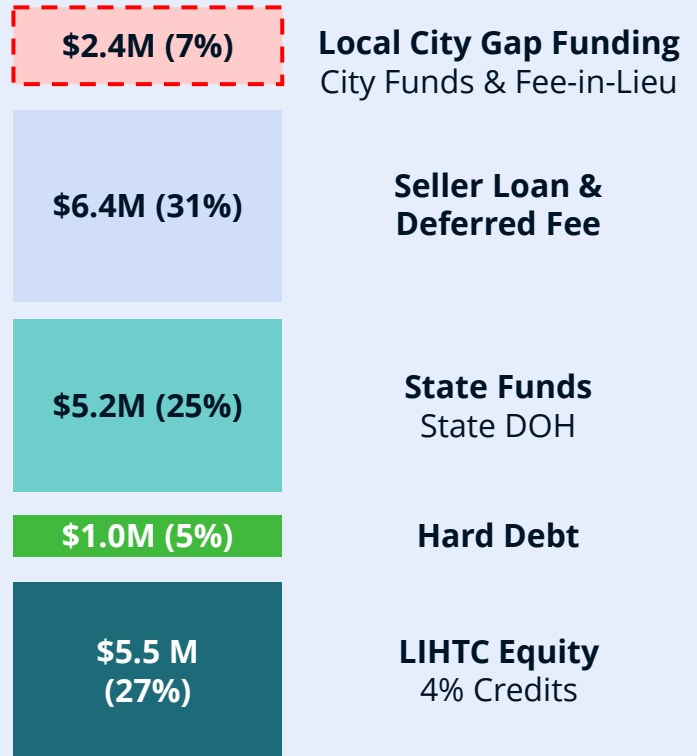 $2.4M (7%)
Local City Gap Funding
City Funds & Fee-in-Lieu
$6.4M (31%)
Seller Loan &
Deferred Fee
$5.2M (25%)
State Funds
State DOH
$1.0M (5%)
Hard Debt
$5.5 M
(27%)
LIHTC Equity
4% Credits